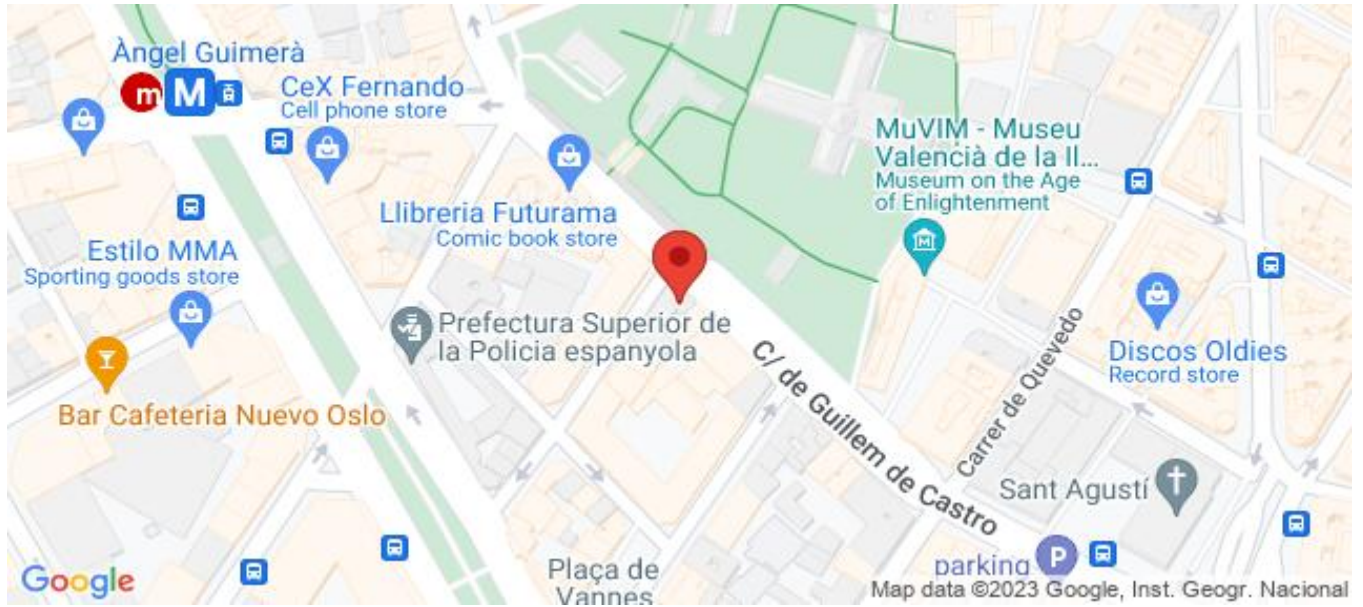 Àngel Guimerà
m
M
CeX Fernando
Cell phone store
MuVIM - Museu
Valencià de la Il...
Museum on the Age
of Enlightenment
M
Llibreria Futurama
Comic book store
Estilo MMA
Sporting goods store
Prefectura Superior de
la Policia espanyola
C/ de Guillem de Castro
Carrer de Quevedo
Discos Oldies
Record store
Bar Cafeteria Nuevo Oslo
Sant Agustí
parking
P
Plaça de
Vannes
Google
Map data ©2023 Google, Inst. Geogr. Nacional